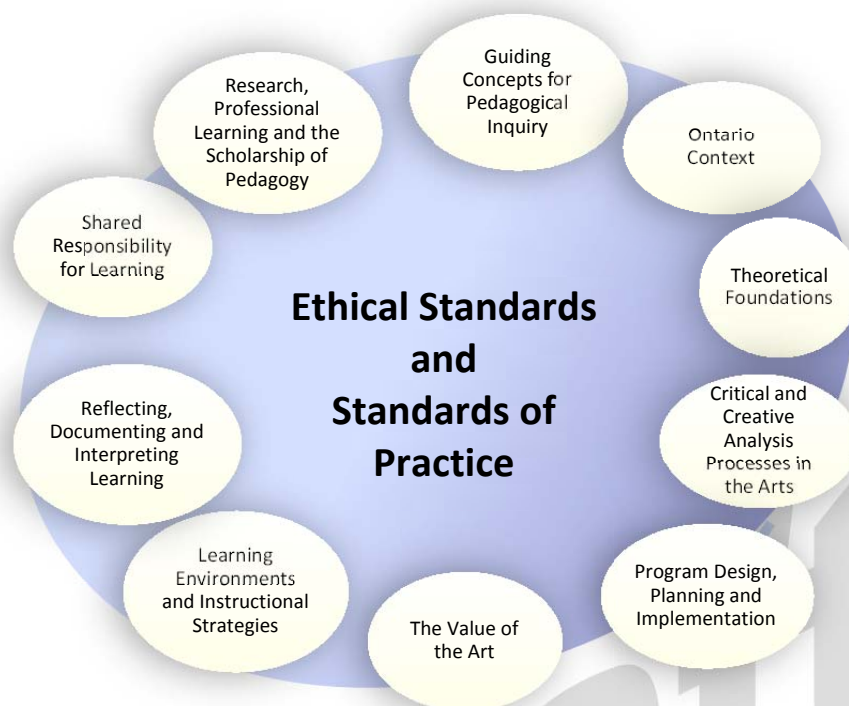 Guiding
Concepts for
Pedagogical
Inquiry
Ontario
Context
Theoretical
Foundations
Critical and
Creative
Analysis
Processes in
the Arts
Program Design,
Planning and
Implementation
The Value of
the Art
Learning
Environments
and Instructional
Strategies
Reflecting,
Documenting and
Interpreting
Learning
Shared
Responsibility
for Learning
Research,
Professional
Learning and the
Scholarship of
Pedagogy
Ethical Standards
and
Standards of
Practice